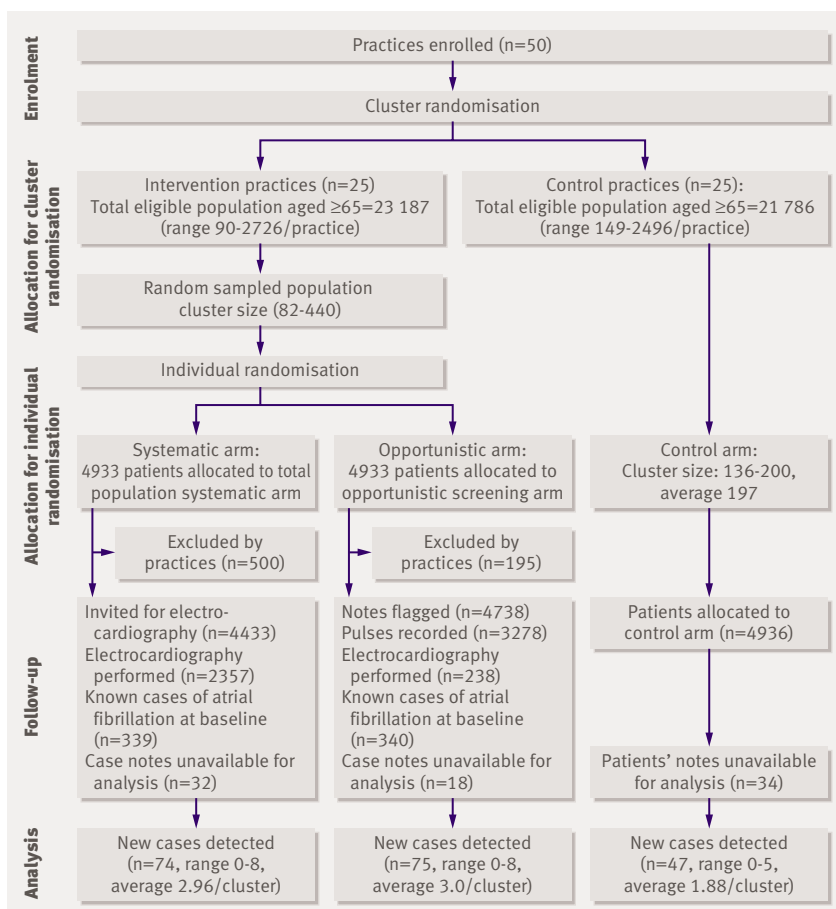 Enrolment
Practices enrolled (n=50)
Cluster randomisation
Allocation for cluster
randomisation
Intervention practices (n=25)
Total eligible population aged ≥65=23 187
(range 90-2726/practice)
Control practices (n=25):
Total eligible population aged ≥65=21 786
(range 149-2496/practice)
Random sampled population
cluster size (82-440)
Individual randomisation
Allocation for individual
randomisation
Systematic arm:
4933 patients allocated to total
population systematic arm
Opportunistic arm:
4933 patients allocated to
opportunistic screening arm
Control arm:
Cluster size: 136-200,
average 197
Excluded by
practices (n=500)
Excluded by
practices (n=195)
Follow-up
Invited for electro-
cardiography (n=4433)
Electrocardiography
performed (n=2357)
Known cases of atrial
fibrillation at baseline
(n=339)
Case notes unavailable for
analysis (n=32)
Notes flagged (n=4738)
Pulses recorded (n=3278)
Electrocardiography
performed (n=238)
Known cases of atrial
fibrillation at baseline
(n=340)
Case notes unavailable for
analysis (n=18)
Patients allocated to
control arm (n=4936)
Patients' notes unavailable
for analysis (n=34)
Analysis
New cases detected
(n=74, range 0-8,
average 2.96/cluster)
New cases detected
(n=75, range 0-8,
average 3.0/cluster)
New cases detected
(n=47, range 0-5,
average 1.88/cluster)